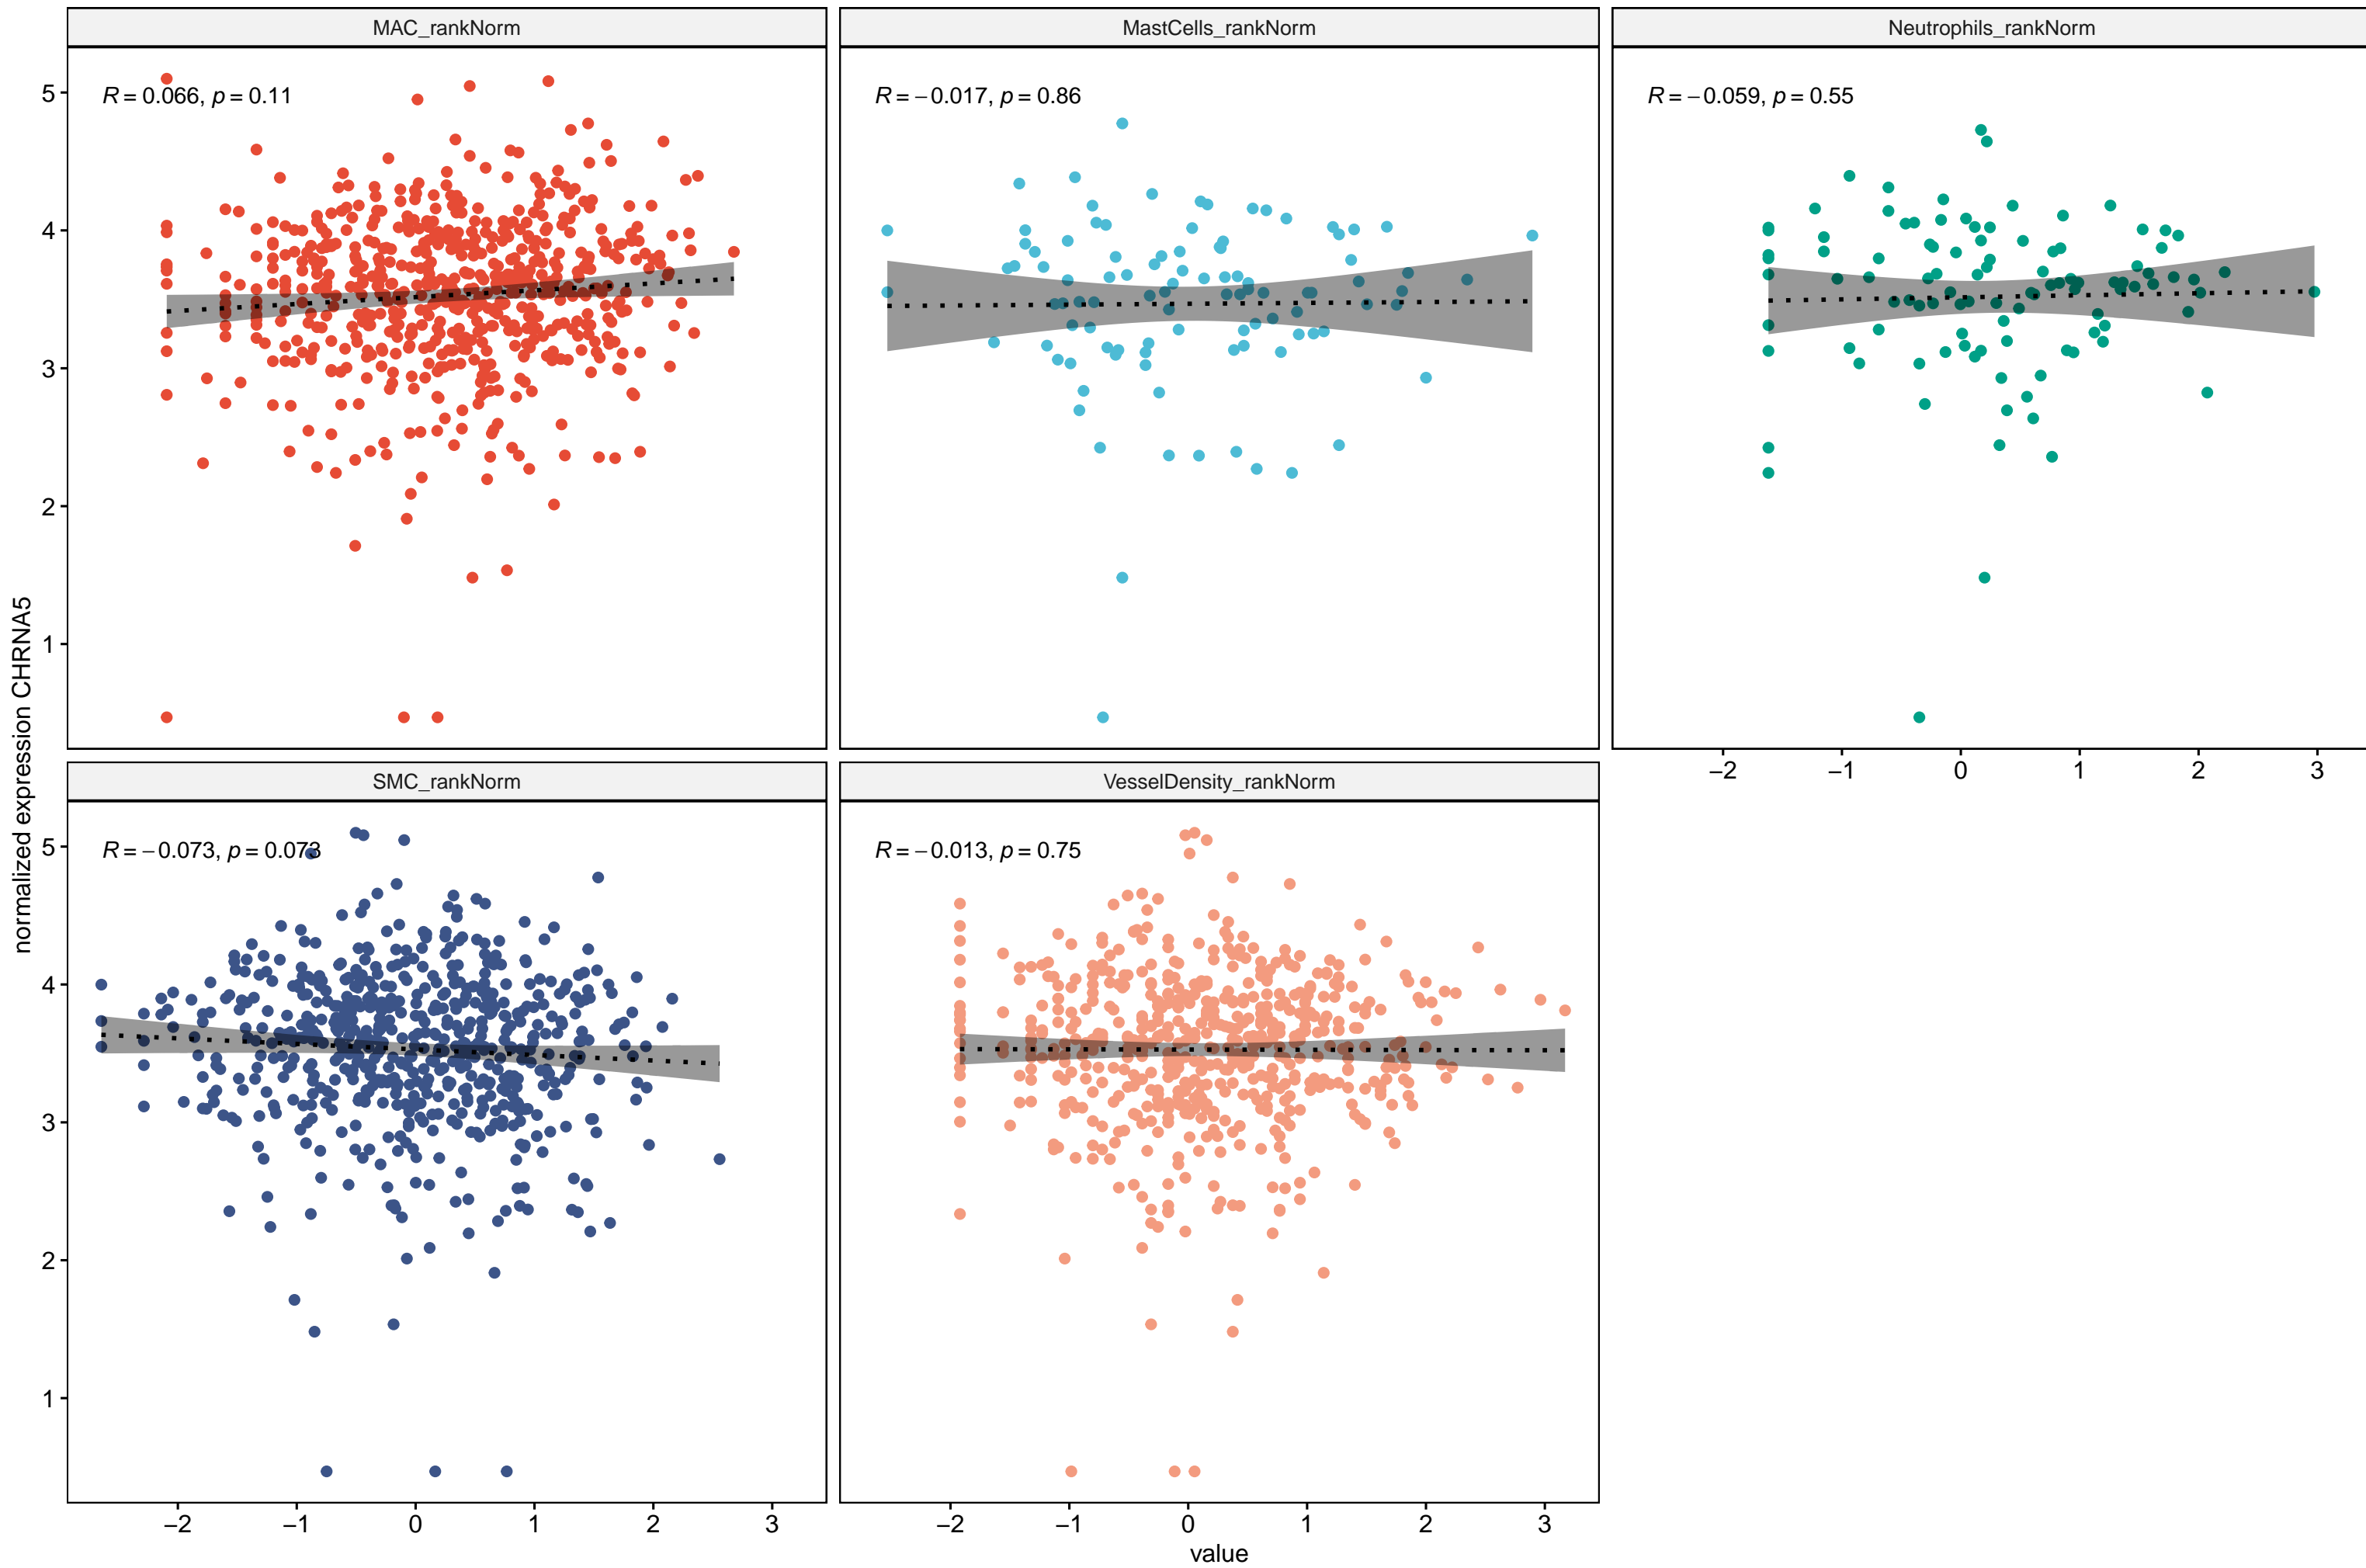 MAC_rankNorm
MastCells_rankNorm
Neutrophils_rankNorm
R = 0.066, p = 0.11
R = −0.017, p = 0.86
R = −0.059, p = 0.55
5
4
3
2
1
−2 −1 0 1 2 3
SMC_rankNorm
VesselDensity_rankNorm
R = −0.073, p = 0.073
R = −0.013, p = 0.75
5
4
3
2
1
−2 −1 0 1 2 3
−2 −1 0 1 2 3
value
normalized expression CHRNA5